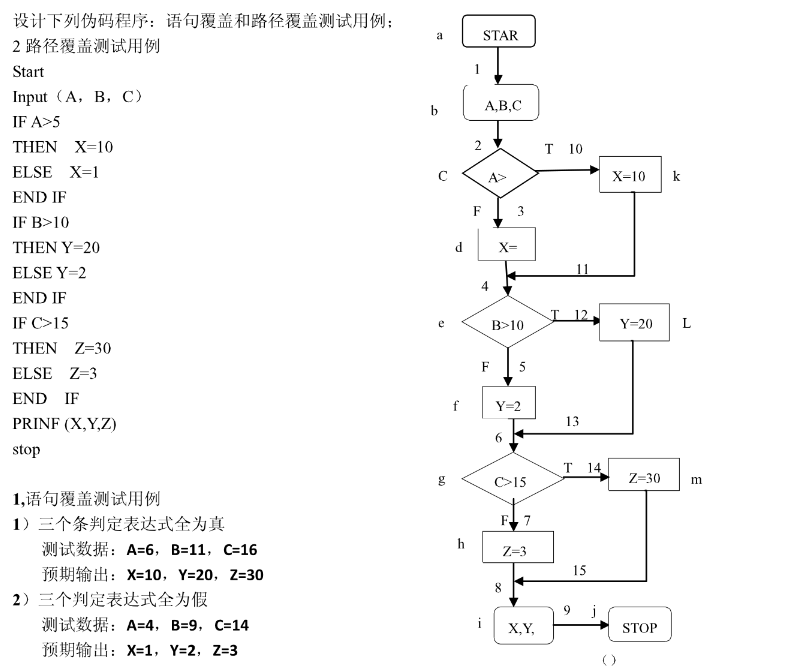 设计下列伪码程序：语句覆盖和路径覆盖测试用例；
2 路径覆盖测试用例
Start
Input（A，B，C）
IF A>5
THEN X=10
ELSE X=1
END IF
IF B>10
THEN Y=20
ELSE Y=2
END IF
IF C>15
THEN Z=30
ELSE Z=3
END IF
PRINF (X,Y,Z)
stop
1,语句覆盖测试用例
1）三个条判定表达式全为真
测试数据：A=6，B=11，C=16
预期输出：X=10，Y=20，Z=30
2）三个判定表达式全为假
测试数据：A=4，B=9，C=14
预期输出：X=1，Y=2，Z=3
a STAR
1
b A,B,C
2 T 10
C A> X=10 k
F 3
d X=
11
4
e B>10 T 12 Y=20 L
F 5
f Y=2
13
6
g C>15 T 14 Z=30 m
F 7
h Z=3
15
8
i X,Y, 9 j STOP
（）